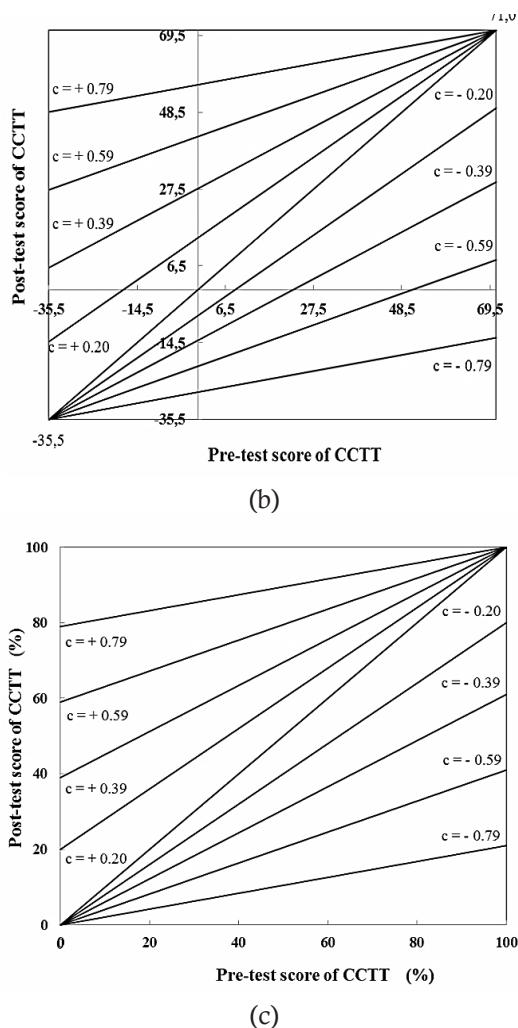 71,0
69,5
c = + 0.79
c = - 0.20
48,5
c = + 0.59
c = - 0.39
27,5
c = + 0.39
c = - 0.59
6,5
-35,5 -14,5 6,5 27,5 48,5 69,5
c = + 0.20
14,5
c = - 0.79
-35,5
-35,5
Post-test score of CCTT
Pre-test score of CCTT
(b)
100
c = - 0.20
80
c = + 0.79
c = - 0.39
60
c = + 0.59
c = - 0.59
40
c = + 0.39
c = - 0.79
20
c = + 0.20
0
0 20 40 60 80 100
Post-test score of CCTT (%)
Pre-test score of CCTT (%)
(c)